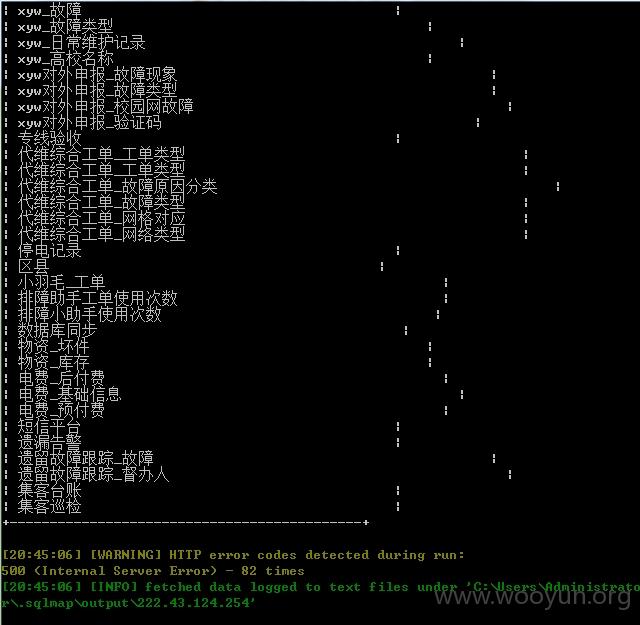 | xyw_故障 |
| xyw_故障类型 |
| xyw_日常维护记录 |
| xyw_高校名称 |
| xyw对外申报_故障现象 |
| xyw对外申报_故障类型 |
| xyw对外申报_校园网故障 |
| xyw对外申报_验证码 |
| 专线验收 |
| 代维综合工单_工单类型 |
| 代维综合工单_工单类型 |
| 代维综合工单_故障原因分类 |
| 代维综合工单_故障类型 |
| 代维综合工单_网格对应 |
| 代维综合工单_网络类型 |
| 停电记录 |
| 区县 |
| 小羽毛_工单 |
| 排障助手工单使用次数 |
| 排障小助手使用次数 |
| 数据库同步 |
| 物资_坏件 |
| 物资_库存 |
| 电费_后付费 |
| 电费_基础信息 |
| 电费_预付费 |
| 短信平台 |
| 遗漏告警 |
| 遗留故障跟踪_故障 |
| 遗留故障跟踪_督办人 |
| 集客台账 |
| 集客巡检 |
+--------------------------------------------+
[20:45:06] [WARNING] HTTP error codes detected during run:
500 (Internal Server Error) - 82 times
[20:45:06] [INFO] fetched data logged to text files under 'C:\Users\Administrato
r\.sqlmap\output\222.43.124.254'
www.wooyun.org